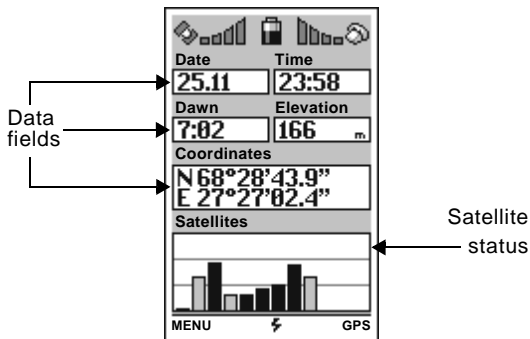 Date Time
25.11 23:58
Dawn Elevation
7:02 166 m
Coordinates
N 68°28'43.9”
E 27°27'02.4”
Satellites
MENU GPS
Data
fields
Satellite
status